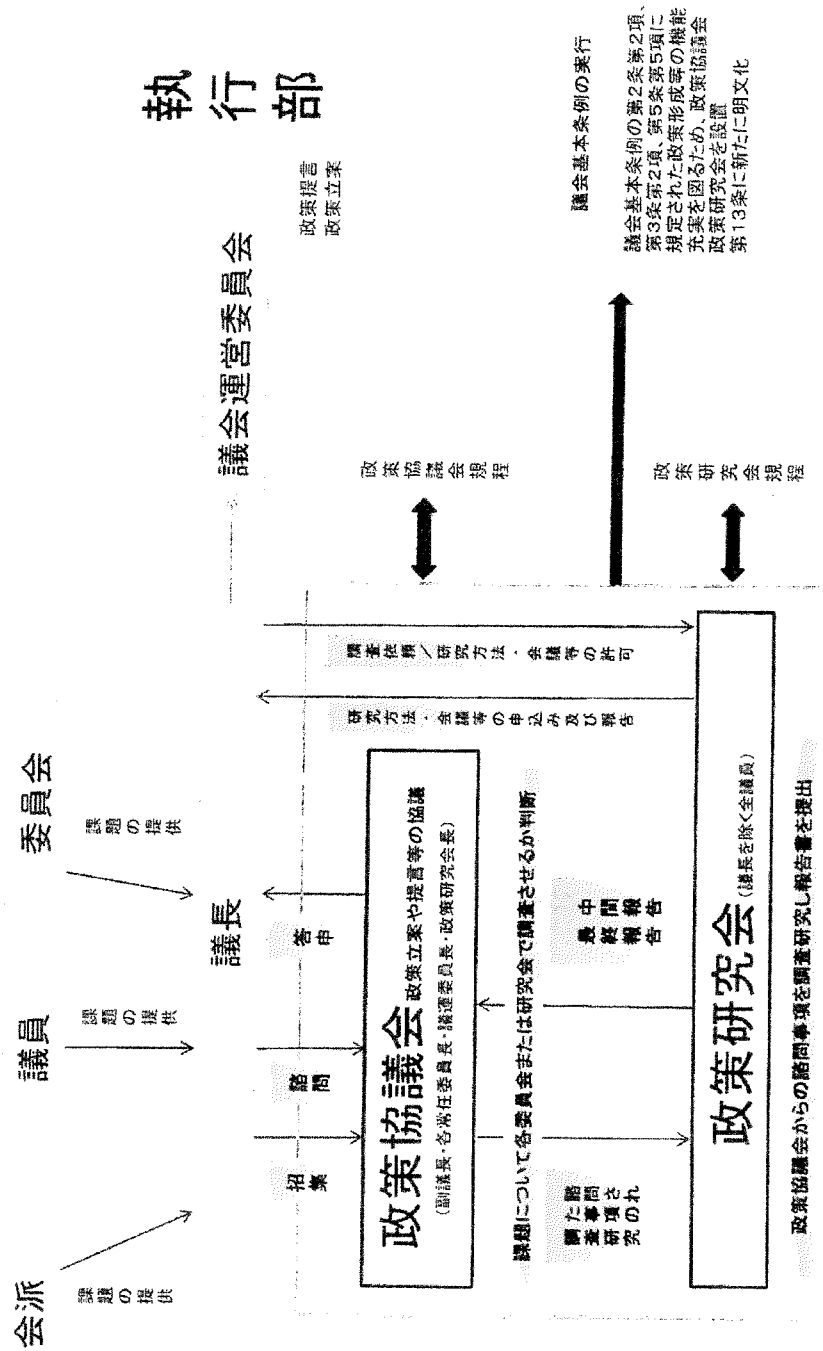 会派
課題の提供
議員
課題の提供
委員会
課題の提供
議長
議会運営委員会
執行部
政策提言
政策立案
招集
諮問
答申
政策協議会 政策立案や提言等の協議
(副議長・各常任委員長・議運委員長・政策研究会長)
課題について各委員会または研究会で調査させるか判断
諮問された事項の調査研究
中間報告
最終報告
研究方法・会議等の申込み及び報告
調査依頼／研究方法・会議等の許可
政策研究会(議長を除く全議員)
政策協議会からの諮問事項を調査研究し報告書を提出
政策協議会規程
政策研究会規程
議会基本条例の実行
議会基本条例の第2条第2項、
第3条第2項、第5条第5項に
規定された政策形成等の機能
充実を図るため、政策協議会
政策研究会を設置
第13条に新たに明文化